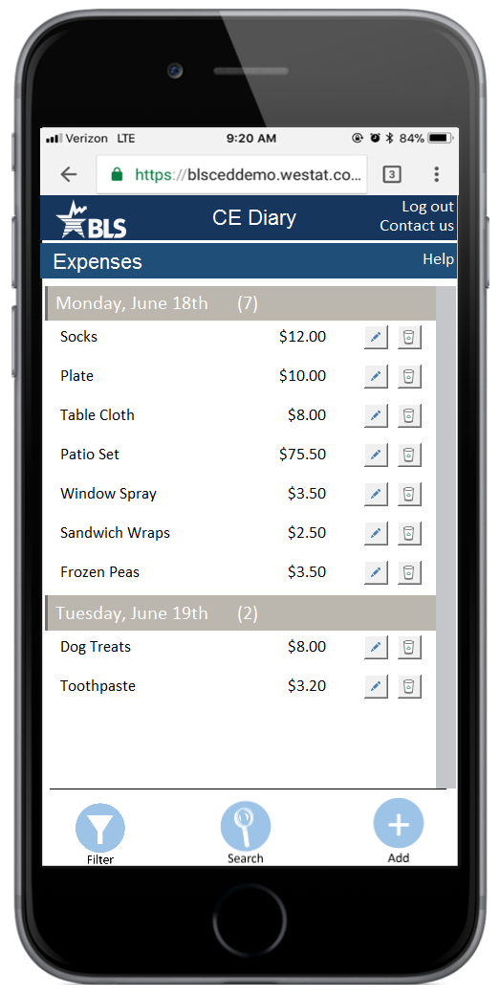 Verizon LTE 9:20 AM 84%
https://blsceddemo.westat.co... 3
BLS CE Diary Log out
Contact us
Expenses Help
Monday, June 18th (7)
Socks $12.00
Plate $10.00
Table Cloth $8.00
Patio Set $75.50
Window Spray $3.50
Sandwich Wraps $2.50
Frozen Peas $3.50
Tuesday, June 19th (2)
Dog Treats $8.00
Toothpaste $3.20
Filter Search Add